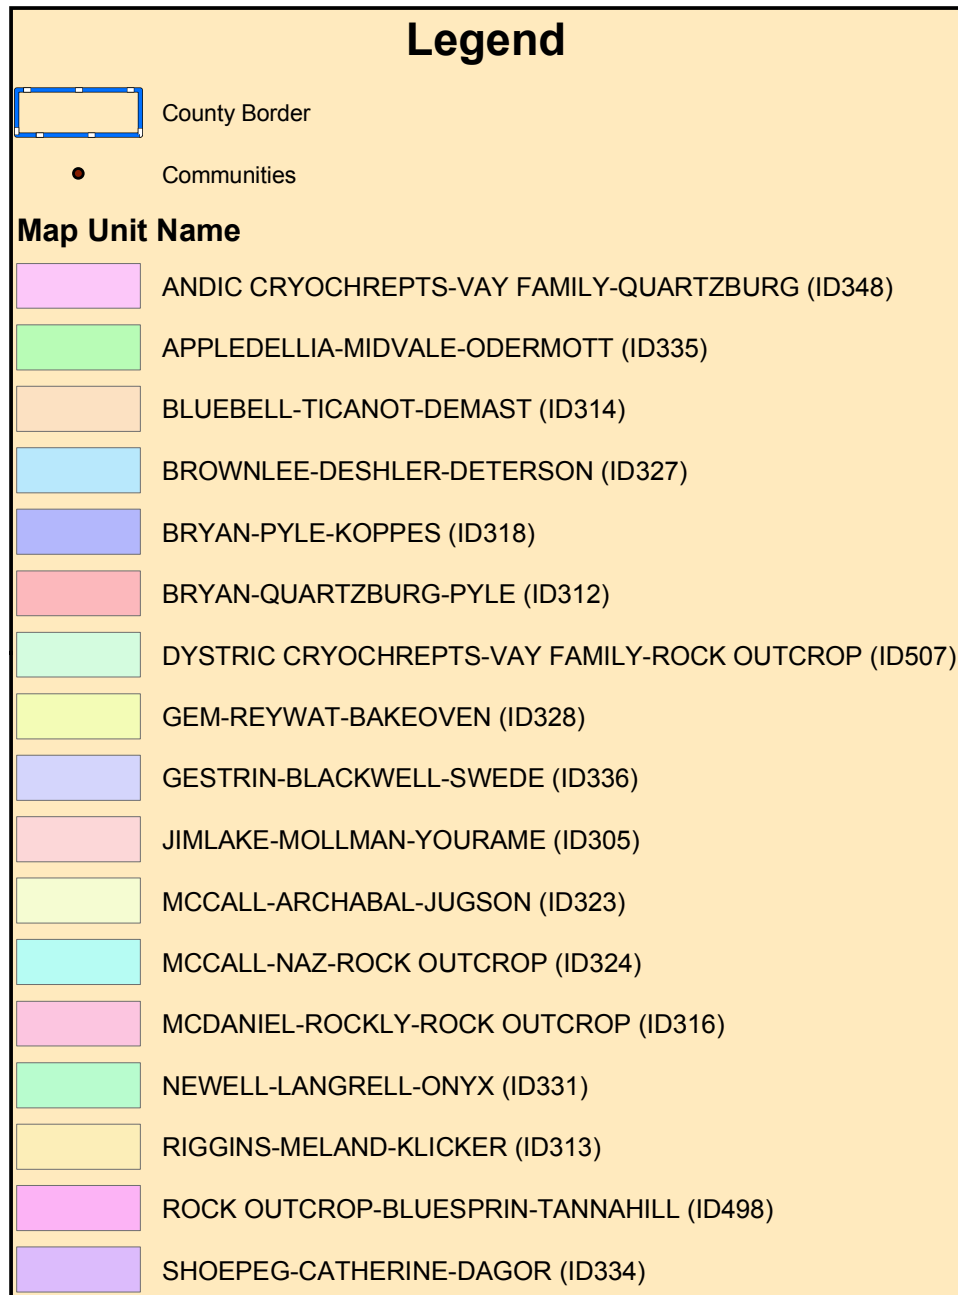 Legend
County Border
Communities
Map Unit Name
ANDIC CRYOCHREPTS-VAY FAMILY-QUARTZBURG (ID348)
APPLEDELLIA-MIDVALE-ODERMOTT (ID335)
BLUEBELL-TICANOT-DEMAST (ID314)
BROWNLEE-DESHLER-DETERSON (ID327)
BRYAN-PYLE-KOPPES (ID318)
BRYAN-QUARTZBURG-PYLE (ID312)
DYSTRIC CRYOCHREPTS-VAY FAMILY-ROCK OUTCROP (ID507)
GEM-REYWAT-BAKEOVEN (ID328)
GESTRIN-BLACKWELL-SWEDE (ID336)
JIMLAKE-MOLLMAN-YOURAME (ID305)
MCCALL-ARCHABAL-JUGSON (ID323)
MCCALL-NAZ-ROCK OUTCROP (ID324)
MCDANIEL-ROCKLY-ROCK OUTCROP (ID316)
NEWELL-LANGRELL-ONYX (ID331)
RIGGINS-MELAND-KLICKER (ID313)
ROCK OUTCROP-BLUESPRIN-TANNAHILL (ID498)
SHOEPEG-CATHERINE-DAGOR (ID334)